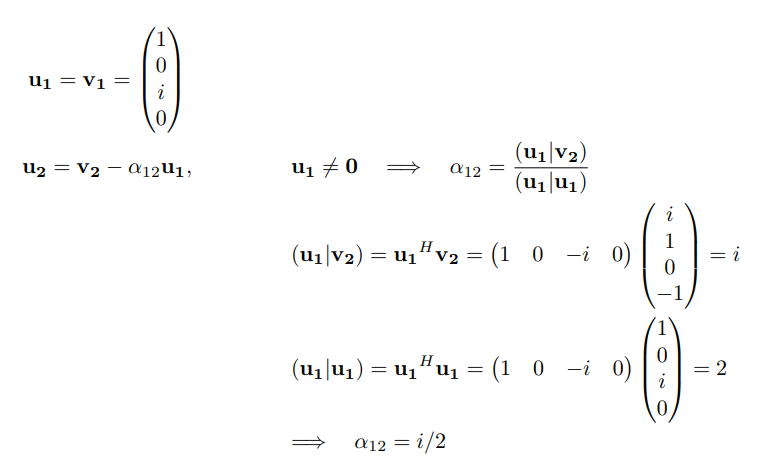 u₁ = v₁ = (1 0 i 0)
u₂ = v₂ − α₁₂u₁, u₁ ≠ 0 ⟹ α₁₂ = (u₁|v₂) / (u₁|u₁)
(u₁|v₂) = u₁ᴴv₂ = (1 0 −i 0) (i 1 0 −1) = i
(u₁|u₁) = u₁ᴴu₁ = (1 0 −i 0) (1 0 i 0) = 2
⟹ α₁₂ = i/2